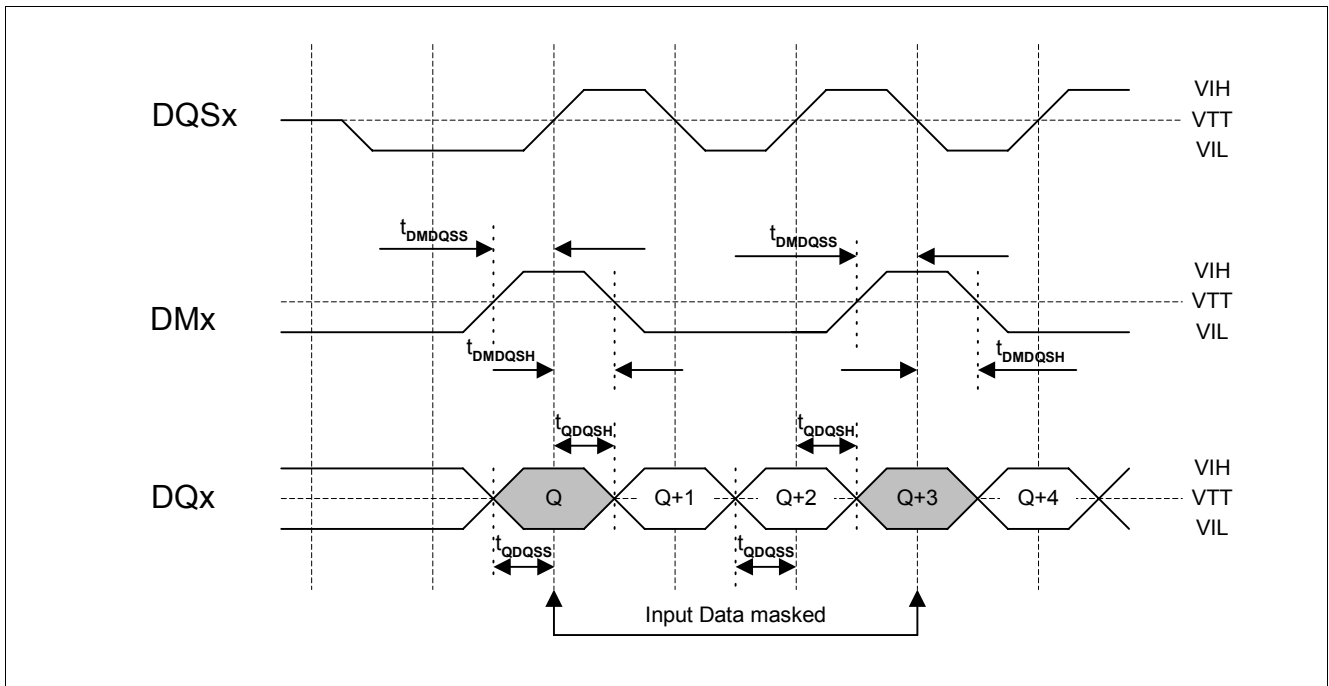 DQSx
VIH
VTT
VIL
tDMDQSS
tDMDQSS
DMx
VIH
VTT
VIL
tDMDQSH
tDMDQSH
tQDQSH
tQDQSH
DQx
Q
Q+1
Q+2
Q+3
Q+4
VIH
VTT
VIL
tQDQSS
tQDQSS
Input Data masked